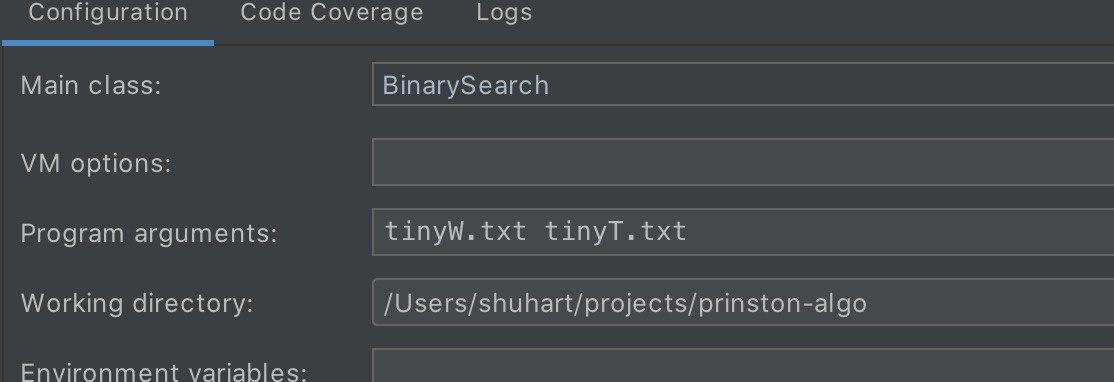 Configuration Code Coverage Logs
Main class: BinarySearch
VM options:
Program arguments: tinyW.txt tinyT.txt
Working directory: /Users/shuhart/projects/prinston-algo
Environment variables: